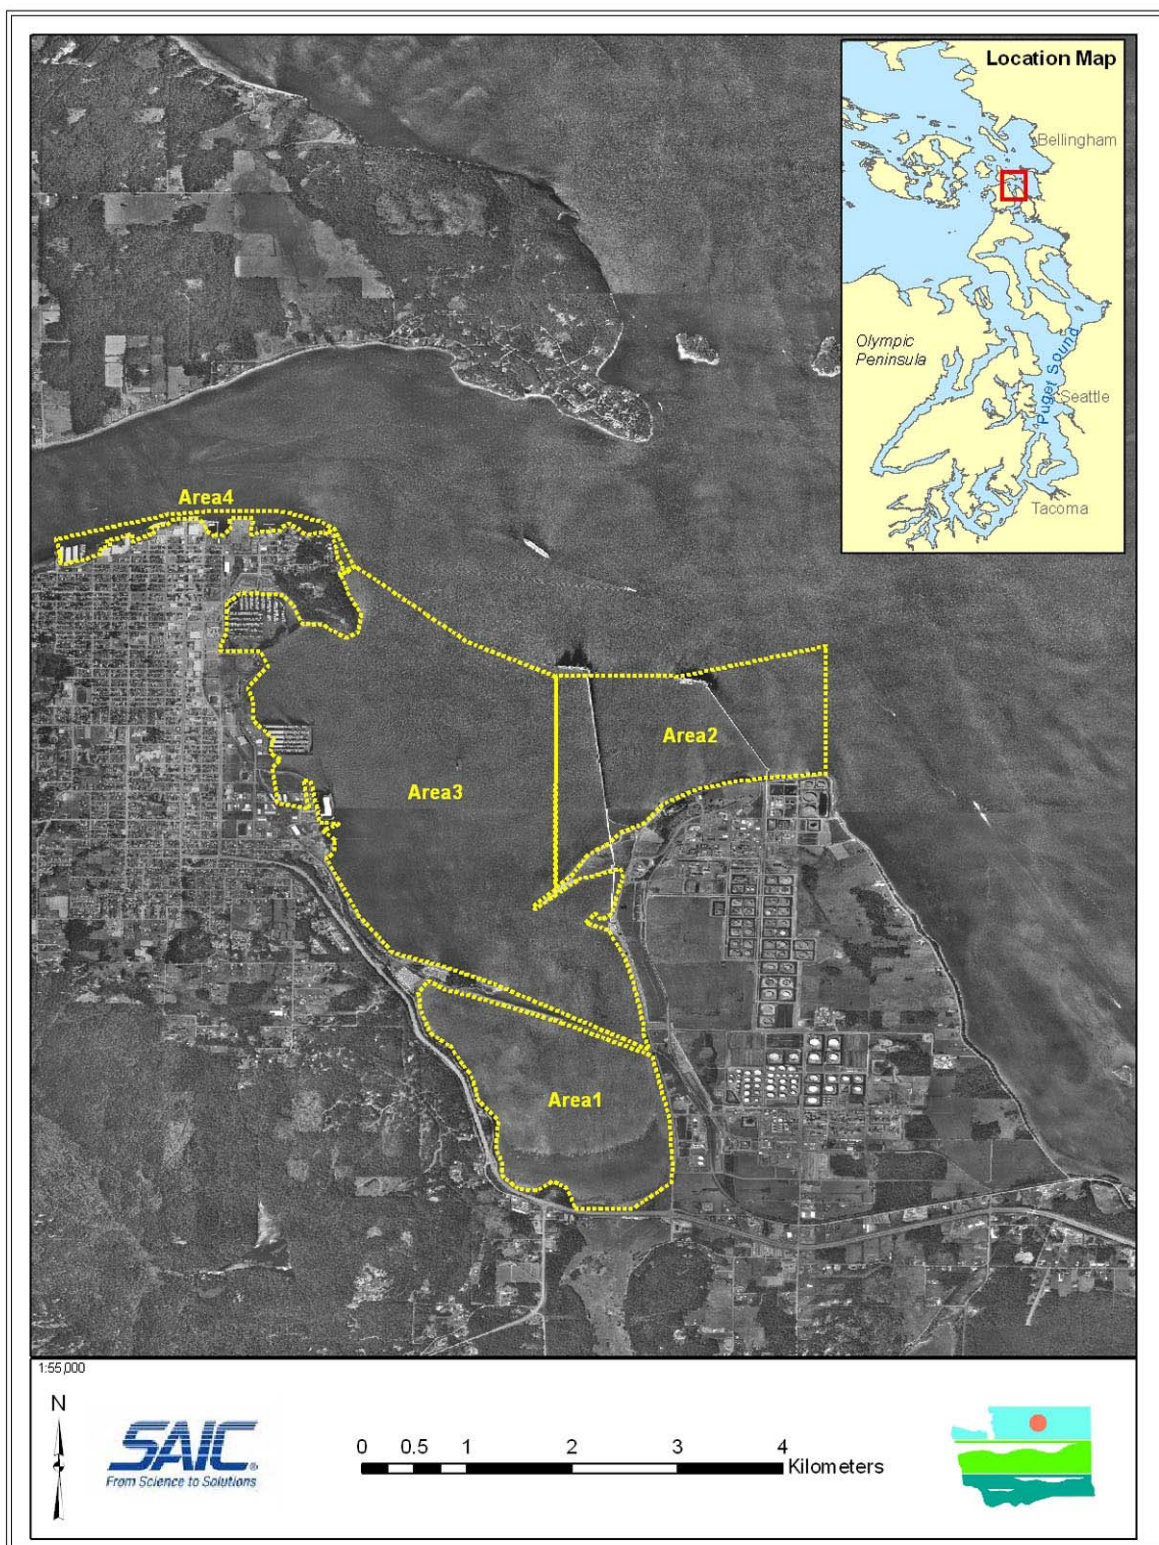 Location Map
Bellingham
Olympic
Peninsula
Puget Sound
Seattle
Tacoma
Area4
Area2
Area3
Area1
1:55,000
N
SAIC
From Science to Solutions
0 0.5 1 2 3 4
Kilometers